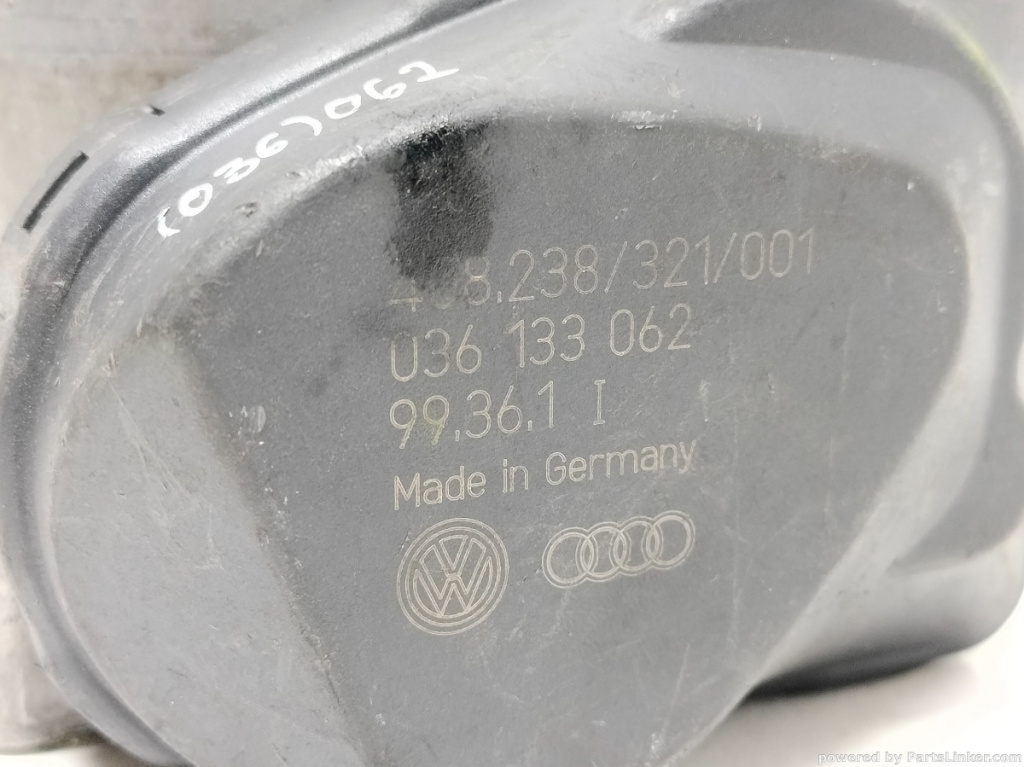 (036)062
408.238/321/001
036 133 062
99.36.1 I
Made in Germany
VW
powered by PartsLinker.com